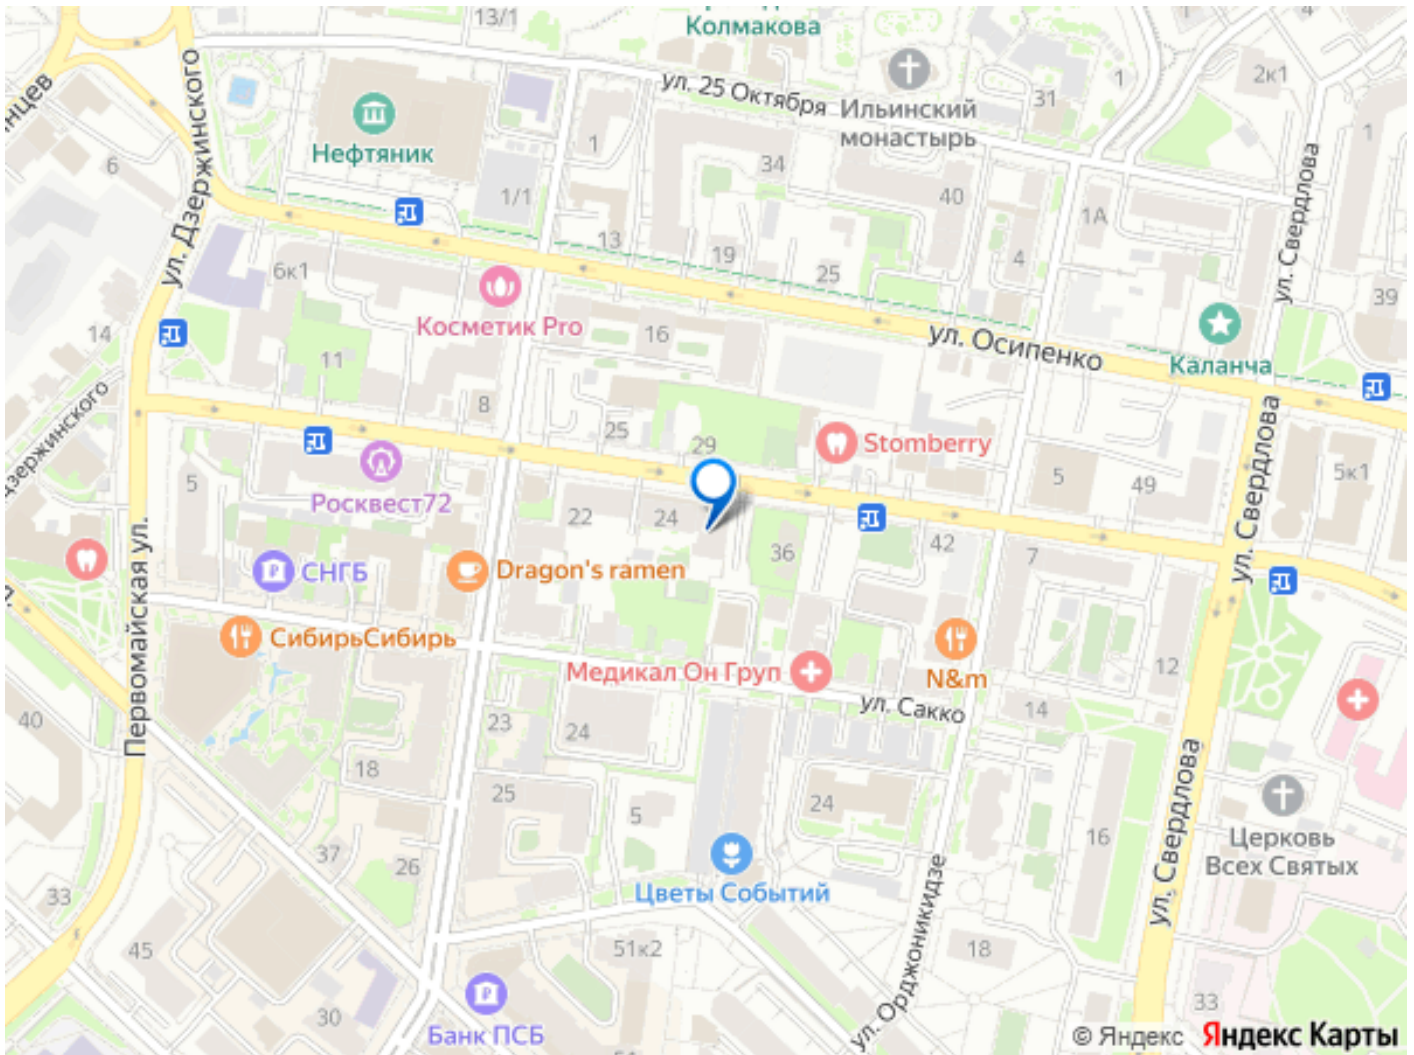 13/1
Колмакова
4
ул. 25 Октября
Ильинский
монастырь
31
1
2к1
1
Нефтяник
1
34
40
1А
ул. Свердлова
6
1/1
ул. Дзержинского
13
19
25
4
6к1
39
Косметик Pro
16
ул. Осипенко
Каланча
14
11
8
25
29
Stomberry
5
49
5к1
ул. Свердлова
5
Росквест72
22
24
36
42
7
Первомайская ул.
СНГБ
Dragon's ramen
СибирьСибирь
Медикал Он Груп
N&m
12
ул. Сакко
14
40
23
24
18
25
5
24
16
ул. Свердлова
Церковь
Всех Святых
37
26
33
Цветы Событий
ул. Орджоникидзе
45
51к2
18
30
Банк ПСБ
33
© Яндекс Яндекс Карты